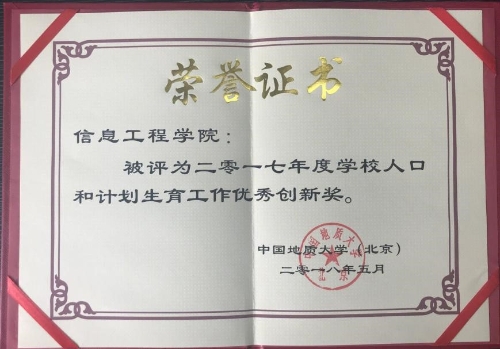 荣誉证书
信息工程学院：
被评为二零一七年度学校人口
和计划生育工作优秀创新奖。
中国地质大学（北京）
二零一八年五月